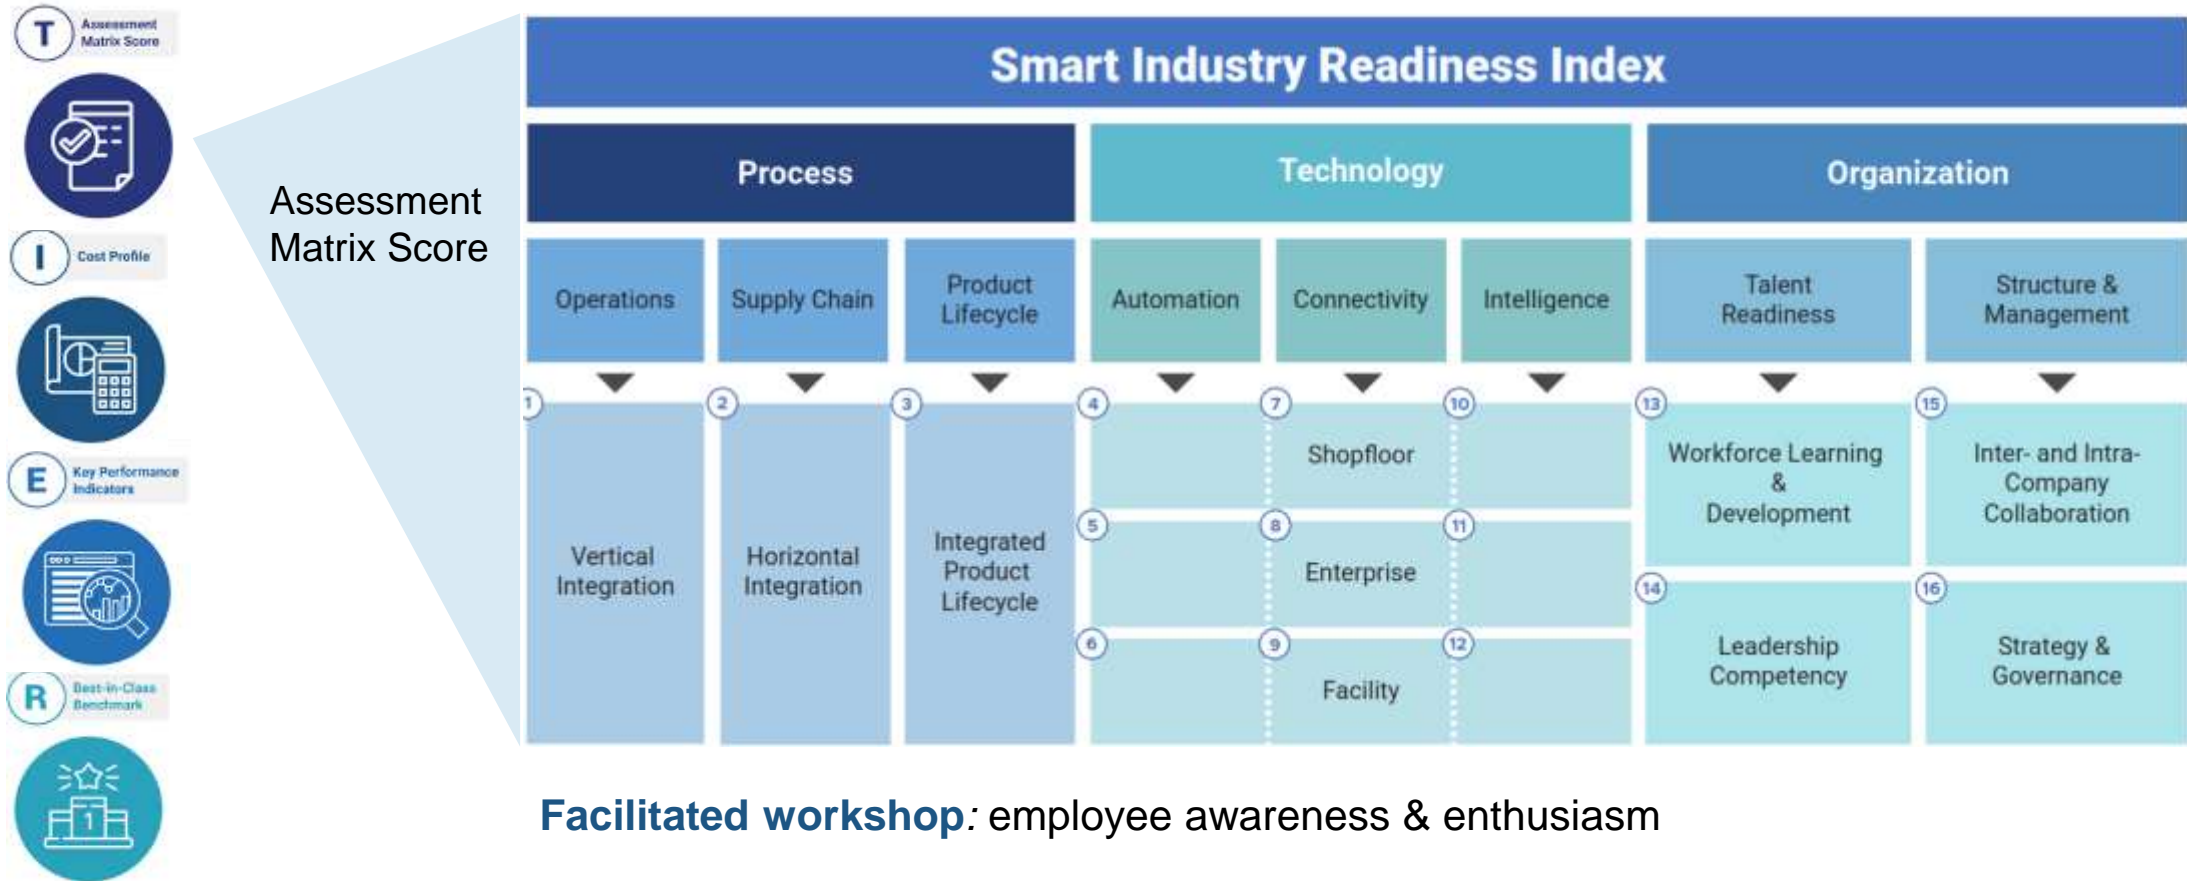 T
Assessment
Matrix Score
I
Cost Profile
E
Key Performance
Indicators
R
Best-in-Class
Benchmark
1
Assessment
Matrix Score
Smart Industry Readiness Index
Process
Technology
Organization
Operations
Supply Chain
Product
Lifecycle
Automation
Connectivity
Intelligence
Talent
Readiness
Structure &
Management
1
Vertical
Integration
2
Horizontal
Integration
3
Integrated
Product
Lifecycle
4
7
10
Shopfloor
5
8
11
Enterprise
6
9
12
Facility
13
Workforce Learning
&
Development
14
Leadership
Competency
15
Inter- and Intra-
Company
Collaboration
16
Strategy &
Governance
Facilitated workshop: employee awareness & enthusiasm